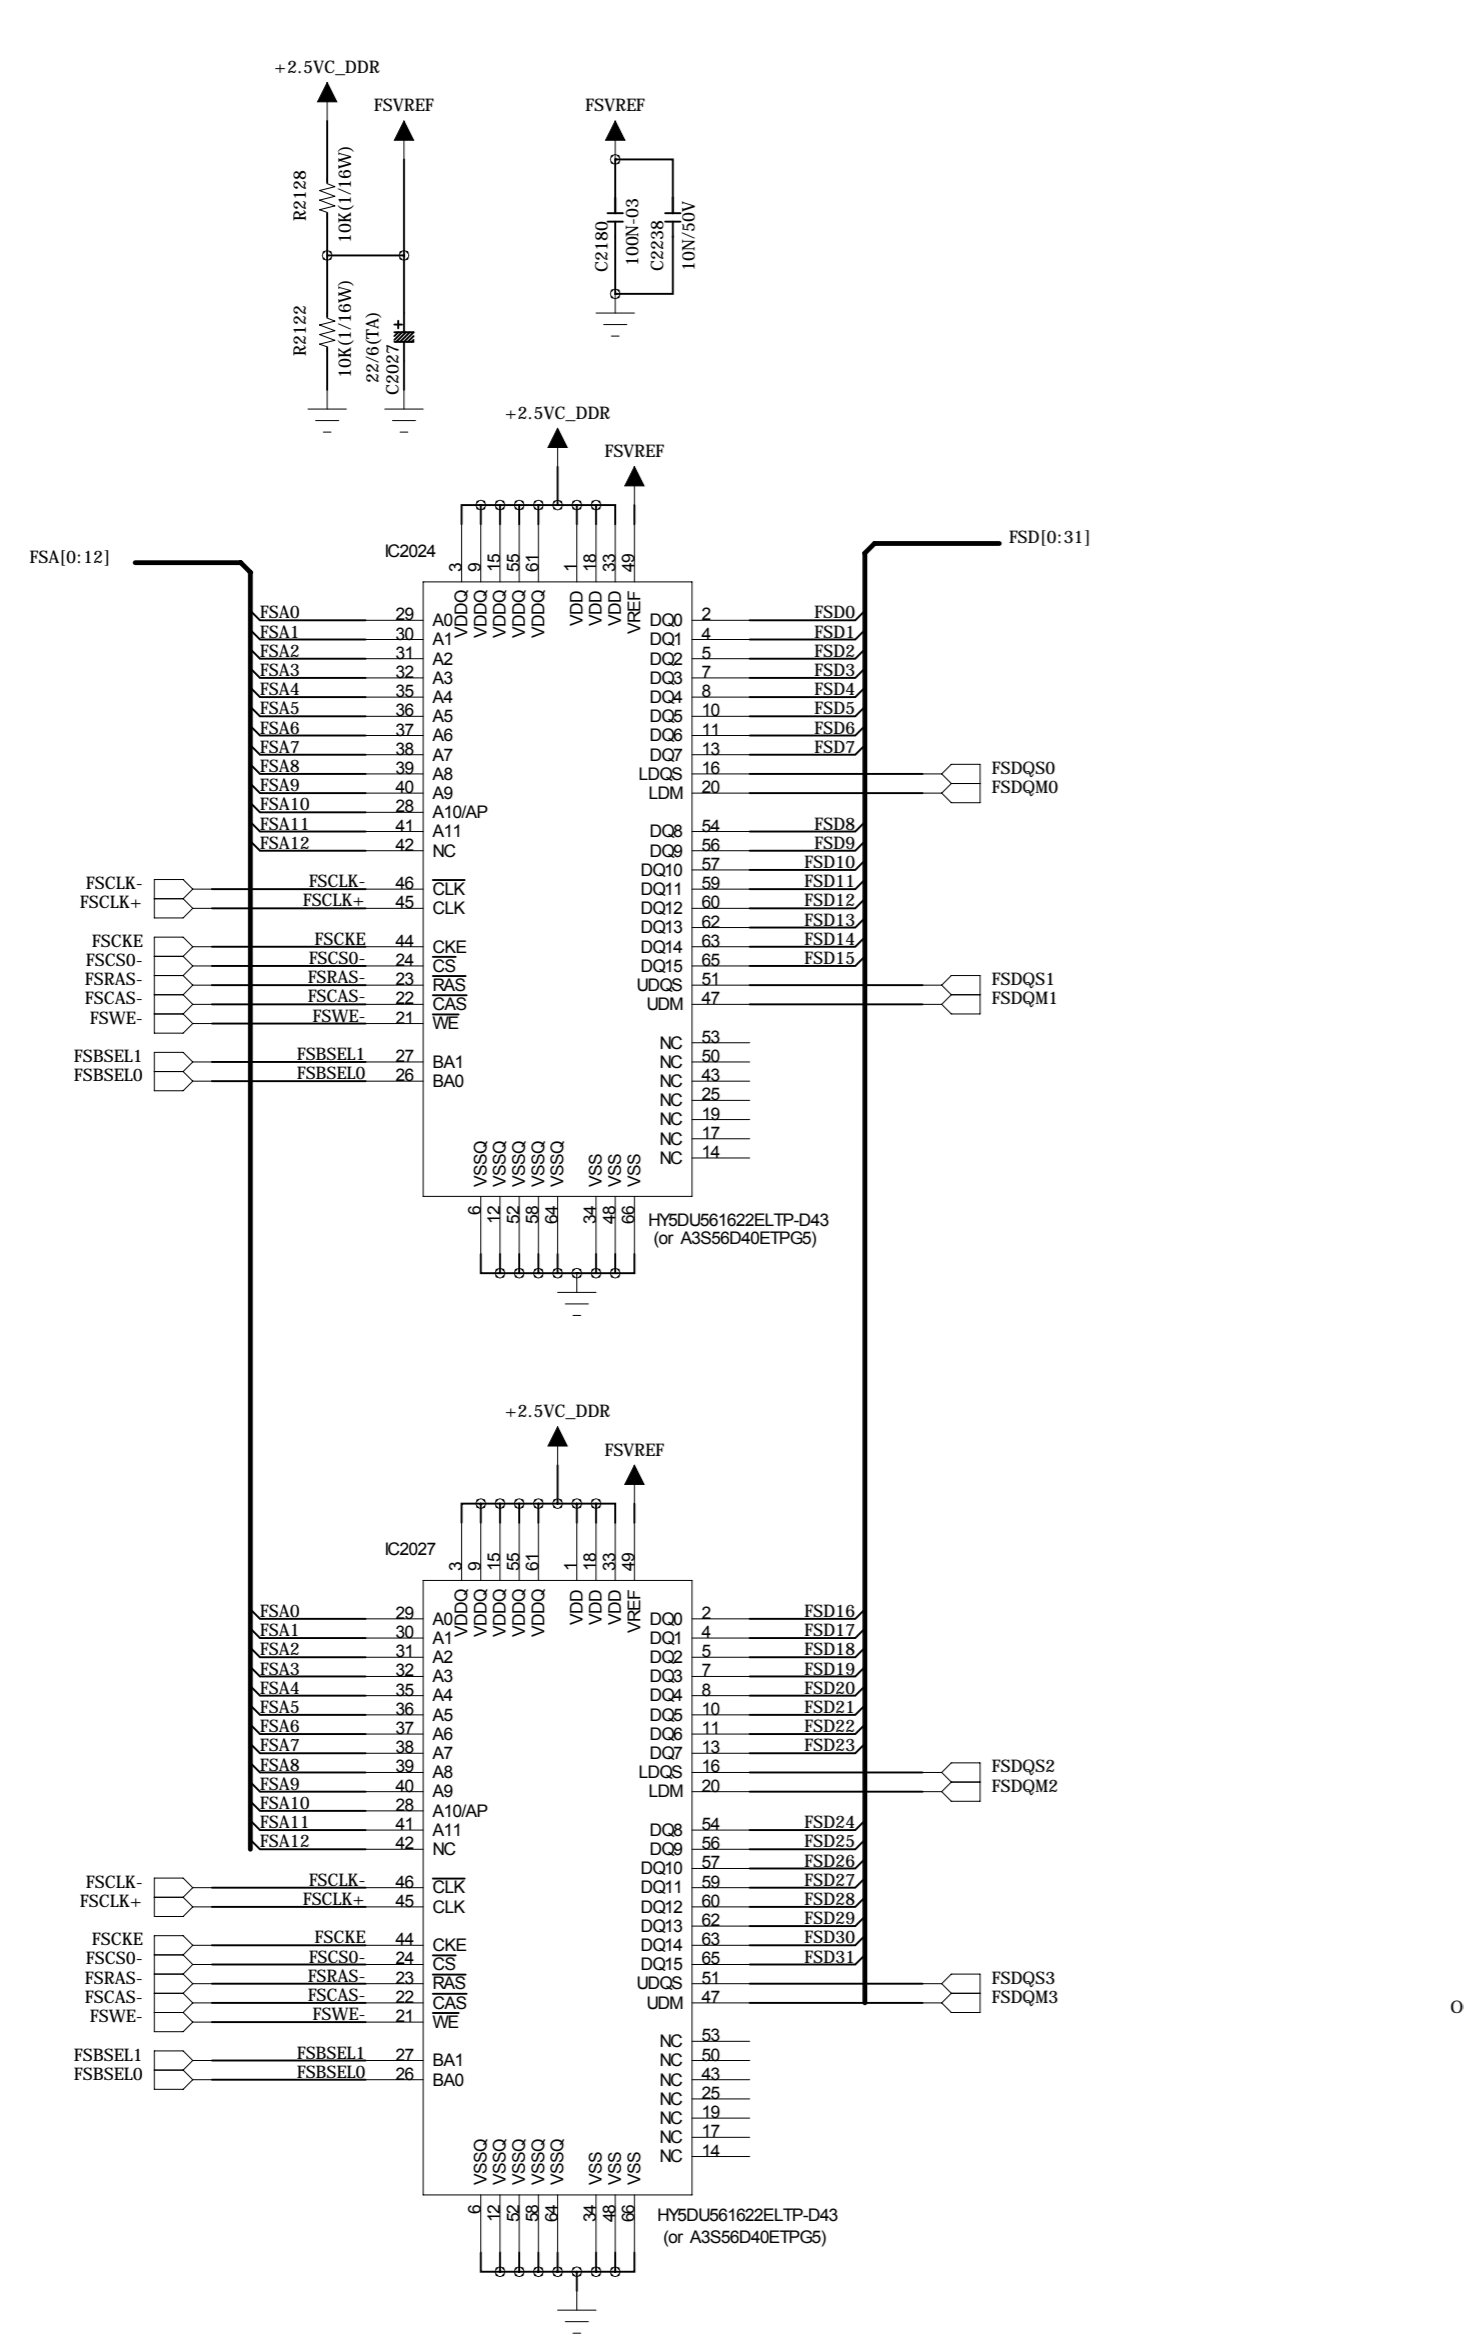 +2.5VC_DDR
FSVREF
FSVREF
R2128
10K(1/16W)
C2180
100N-03
C2238
10N/50V
R2122
10K(1/16W)
22/6(TA)
C2027
+
+2.5VC_DDR
FSVREF
FSA[0:12]
IC2024
FSD[0:31]
3 9 15 55 61 1 18 33 49
VDDQ VDDQ VDDQ VDDQ VDDQ VDD VDD VDD VREF
FSA0 29 A0 DQ0 2 FSD0
FSA1 30 A1 DQ1 4 FSD1
FSA2 31 A2 DQ2 5 FSD2
FSA3 32 A3 DQ3 7 FSD3
FSA4 35 A4 DQ4 8 FSD4
FSA5 36 A5 DQ5 10 FSD5
FSA6 37 A6 DQ6 11 FSD6
FSA7 38 A7 DQ7 13 FSD7
FSA8 39 A8 LDQS 16 FSDQS0
FSA9 40 A9 LDM 20 FSDQM0
FSA10 28 A10/AP
FSA11 41 A11 DQ8 54 FSD8
FSA12 42 NC DQ9 56 FSD9
DQ10 57 FSD10
FSCLK- FSCLK- 46 CLK DQ11 59 FSD11
FSCLK+ FSCLK+ 45 CLK DQ12 60 FSD12
DQ13 62 FSD13
FSCKE FSCKE 44 CKE DQ14 63 FSD14
FSCS0- FSCS0- 24 CS DQ15 65 FSD15
FSRAS- FSRAS- 23 RAS UDQS 51 FSDQS1
FSCAS- FSCAS- 22 CAS UDM 47 FSDQM1
FSWE- FSWE- 21 WE
NC 53
FSBSEL1 FSBSEL1 27 BA1 NC 50
FSBSEL0 FSBSEL0 26 BA0 NC 43
NC 25
NC 19
NC 17
NC 14
VSSQ VSSQ VSSQ VSSQ VSSQ VSS VSS VSS
6 12 52 58 64 34 48 66
HY5DU561622ELTP-D43
(or A3S56D40ETPG5)
+2.5VC_DDR
FSVREF
IC2027
3 9 15 55 61 1 18 33 49
VDDQ VDDQ VDDQ VDDQ VDDQ VDD VDD VDD VREF
FSA0 29 A0 DQ0 2 FSD16
FSA1 30 A1 DQ1 4 FSD17
FSA2 31 A2 DQ2 5 FSD18
FSA3 32 A3 DQ3 7 FSD19
FSA4 35 A4 DQ4 8 FSD20
FSA5 36 A5 DQ5 10 FSD21
FSA6 37 A6 DQ6 11 FSD22
FSA7 38 A7 DQ7 13 FSD23
FSA8 39 A8 LDQS 16 FSDQS2
FSA9 40 A9 LDM 20 FSDQM2
FSA10 28 A10/AP
FSA11 41 A11 DQ8 54 FSD24
FSA12 42 NC DQ9 56 FSD25
DQ10 57 FSD26
FSCLK- FSCLK- 46 CLK DQ11 59 FSD27
FSCLK+ FSCLK+ 45 CLK DQ12 60 FSD28
DQ13 62 FSD29
FSCKE FSCKE 44 CKE DQ14 63 FSD30
FSCS0- FSCS0- 24 CS DQ15 65 FSD31
FSRAS- FSRAS- 23 RAS UDQS 51 FSDQS3
FSCAS- FSCAS- 22 CAS UDM 47 FSDQM3
FSWE- FSWE- 21 WE
NC 53
FSBSEL1 FSBSEL1 27 BA1 NC 50
FSBSEL0 FSBSEL0 26 BA0 NC 43
NC 25
NC 19
NC 17
NC 14
VSSQ VSSQ VSSQ VSSQ VSSQ VSS VSS VSS
6 12 52 58 64 34 48 66
HY5DU561622ELTP-D43
(or A3S56D40ETPG5)